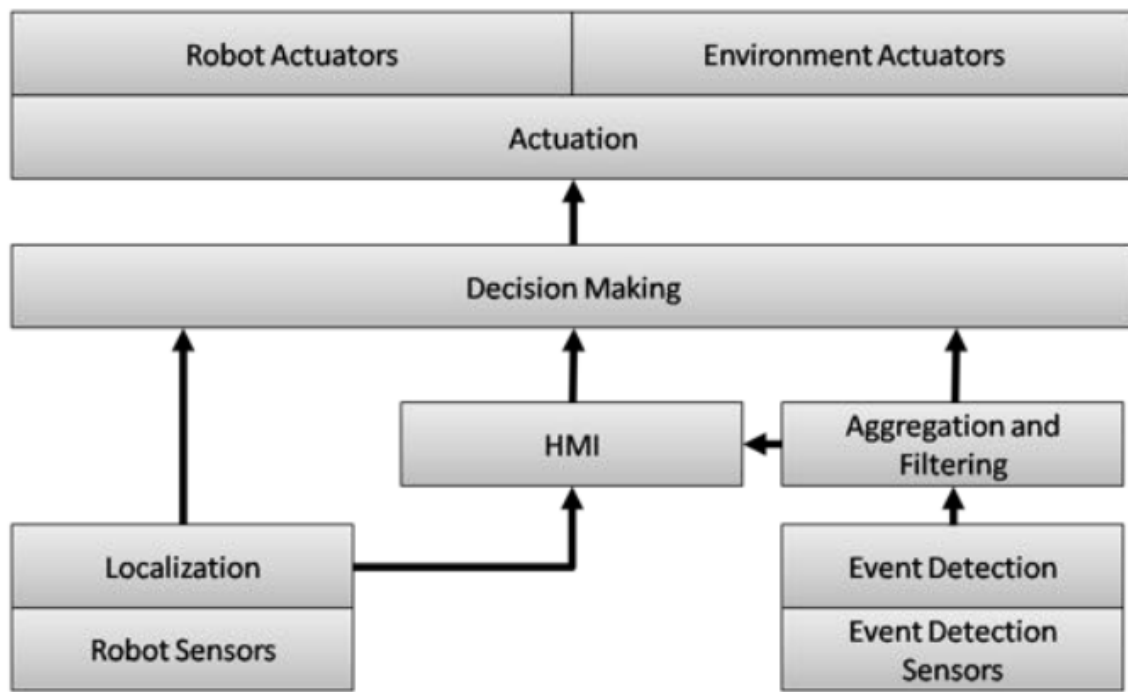 Robot Actuators
Environment Actuators
Actuation
Decision Making
HMI
Aggregation and
Filtering
Localization
Event Detection
Robot Sensors
Event Detection
Sensors